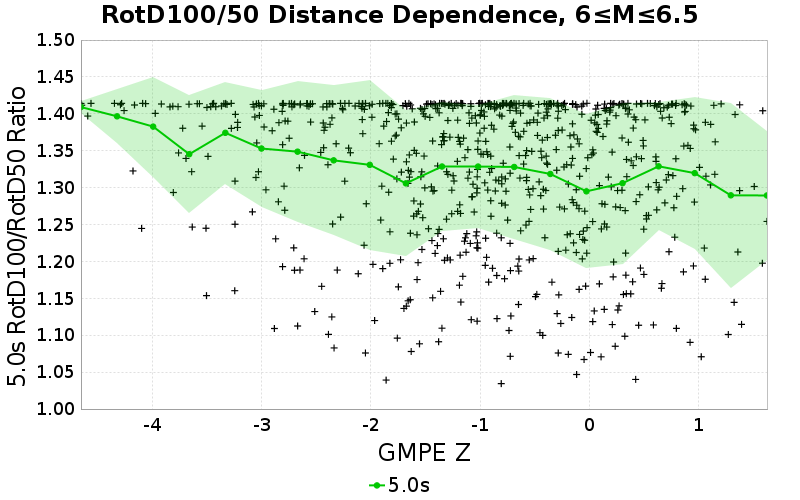 RotD100/50 Distance Dependence, 6≤M≤6.5
5.0s RotD100/RotD50 Ratio
1.50
1.45
1.40
1.35
1.30
1.25
1.20
1.15
1.10
1.05
1.00
-4 -3 -2 -1 0 1
GMPE Z
5.0s